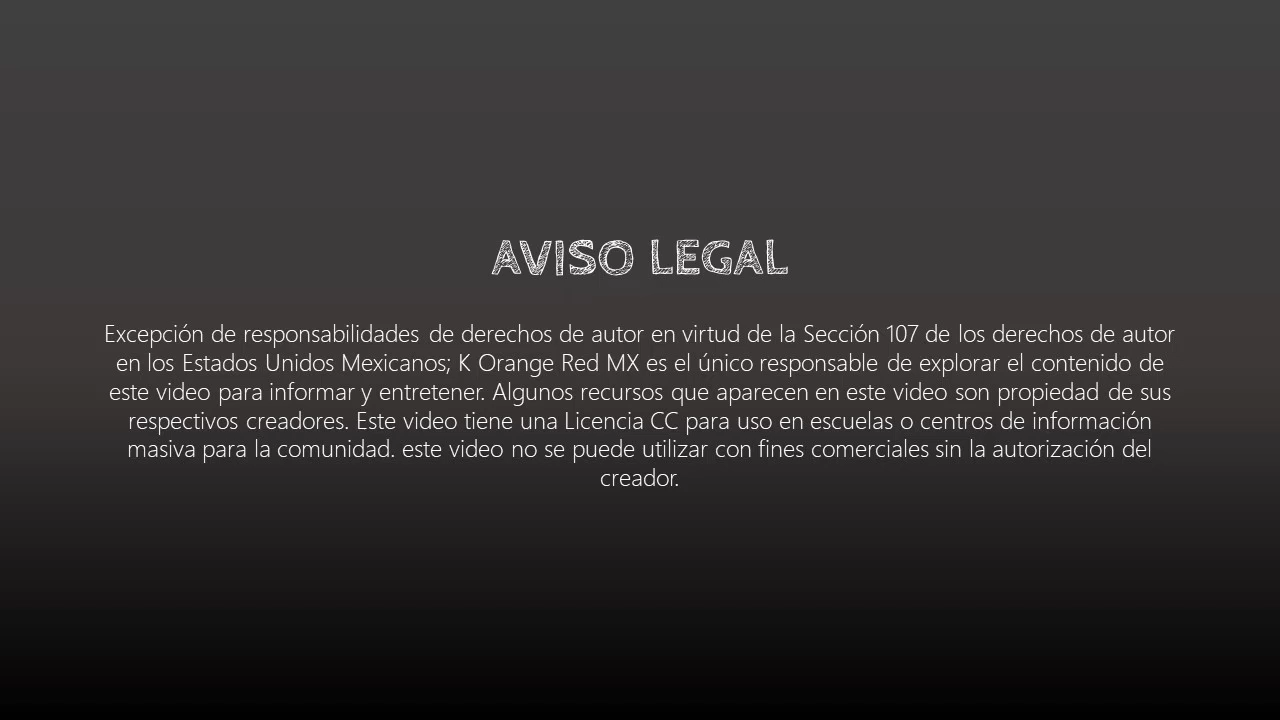 AVISO LEGAL
Excepción de responsabilidades de derechos de autor en virtud de la Sección 107 de los derechos de autor
en los Estados Unidos Mexicanos; K Orange Red MX es el único responsable de explorar el contenido de
este video para informar y entretener. Algunos recursos que aparecen en este video son propiedad de sus
respectivos creadores. Este video tiene una Licencia CC para uso en escuelas o centros de información
masiva para la comunidad. este video no se puede utilizar con fines comerciales sin la autorización del
creador.